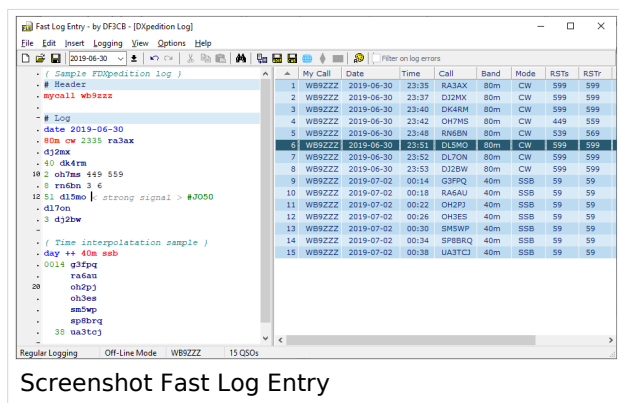 Fast Log Entry - by DF3CB - [DXpedition Log]
File Edit Insert Logging View Options Help
2019-06-30 Filter on log errors
{ Sample FDXpedition log }
# Header
mycall wb9zzz
# Log
date 2019-06-30
80m cw 2335 ra3ax
dj2mx
40 dk4rm
10 2 oh7ms 449 559
8 rn6bn 3 6
12 51 dl5mo < strong signal > #JO50
dl7on
3 dj2bw
{ Time interpolatation sample }
day ++ 40m ssb
0014 g3fpq
ra6au
20 oh2pj
oh3es
sm5wp
sp8brq
38 ua3tcj
My Call Date Time Call Band Mode RSTs RSTr
1 WB9ZZZ 2019-06-30 23:35 RA3AX 80m CW 599 599
2 WB9ZZZ 2019-06-30 23:37 DJ2MX 80m CW 599 599
3 WB9ZZZ 2019-06-30 23:40 DK4RM 80m CW 599 599
4 WB9ZZZ 2019-06-30 23:42 OH7MS 80m CW 449 559
5 WB9ZZZ 2019-06-30 23:48 RN6BN 80m CW 539 569
6 WB9ZZZ 2019-06-30 23:51 DL5MO 80m CW 599 599
7 WB9ZZZ 2019-06-30 23:52 DL7ON 80m CW 599 599
8 WB9ZZZ 2019-06-30 23:53 DJ2BW 80m CW 599 599
9 WB9ZZZ 2019-07-02 00:14 G3FPQ 40m SSB 59 59
10 WB9ZZZ 2019-07-02 00:18 RA6AU 40m SSB 59 59
11 WB9ZZZ 2019-07-02 00:22 OH2PJ 40m SSB 59 59
12 WB9ZZZ 2019-07-02 00:26 OH3ES 40m SSB 59 59
13 WB9ZZZ 2019-07-02 00:30 SM5WP 40m SSB 59 59
14 WB9ZZZ 2019-07-02 00:34 SP8BRQ 40m SSB 59 59
15 WB9ZZZ 2019-07-02 00:38 UA3TCJ 40m SSB 59 59
Regular Logging Off-Line Mode WB9ZZZ 15 QSOs
Screenshot Fast Log Entry